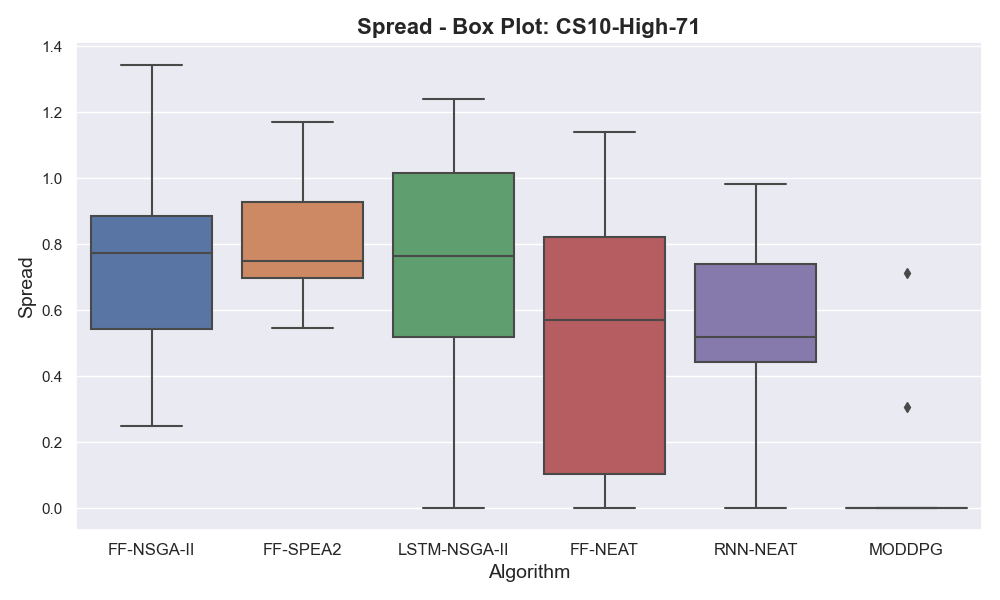 Spread - Box Plot: CS10-High-71
1.4
1.2
1.0
0.8
0.6
0.4
0.2
0.0
Spread
FF-NSGA-II
FF-SPEA2
LSTM-NSGA-II
FF-NEAT
RNN-NEAT
MODDPG
Algorithm